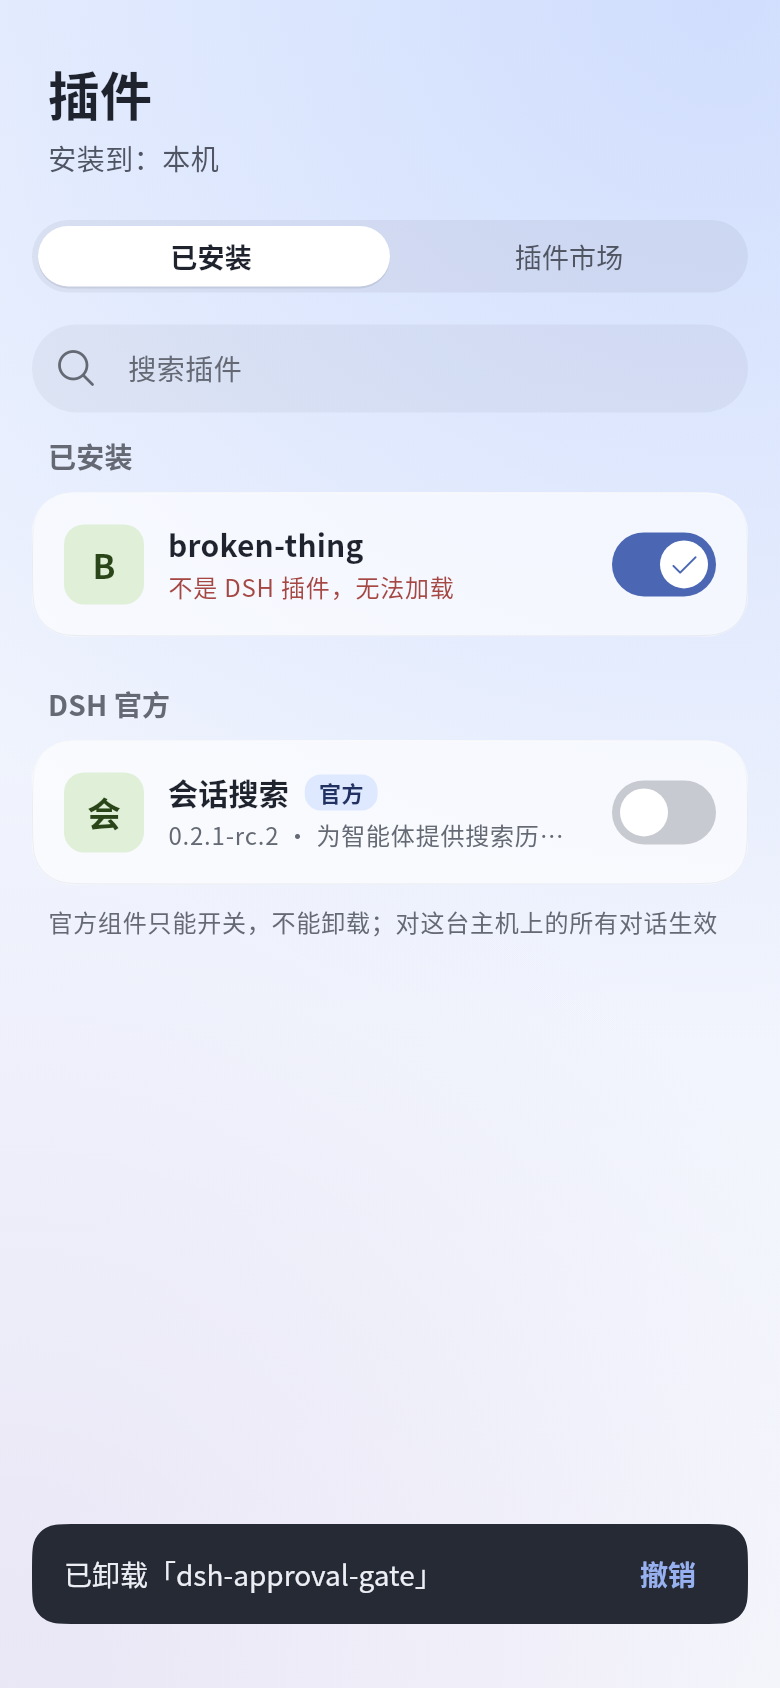 插件
安装到：本机
已安装
插件市场
搜索插件
已安装
B
broken-thing
不是 DSH 插件，无法加载
DSH 官方
会
会话搜索 官方
0.2.1-rc.2 • 为智能体提供搜索历…
官方组件只能开关，不能卸载；对这台主机上的所有对话生效
已卸载「dsh-approval-gate」 撤销